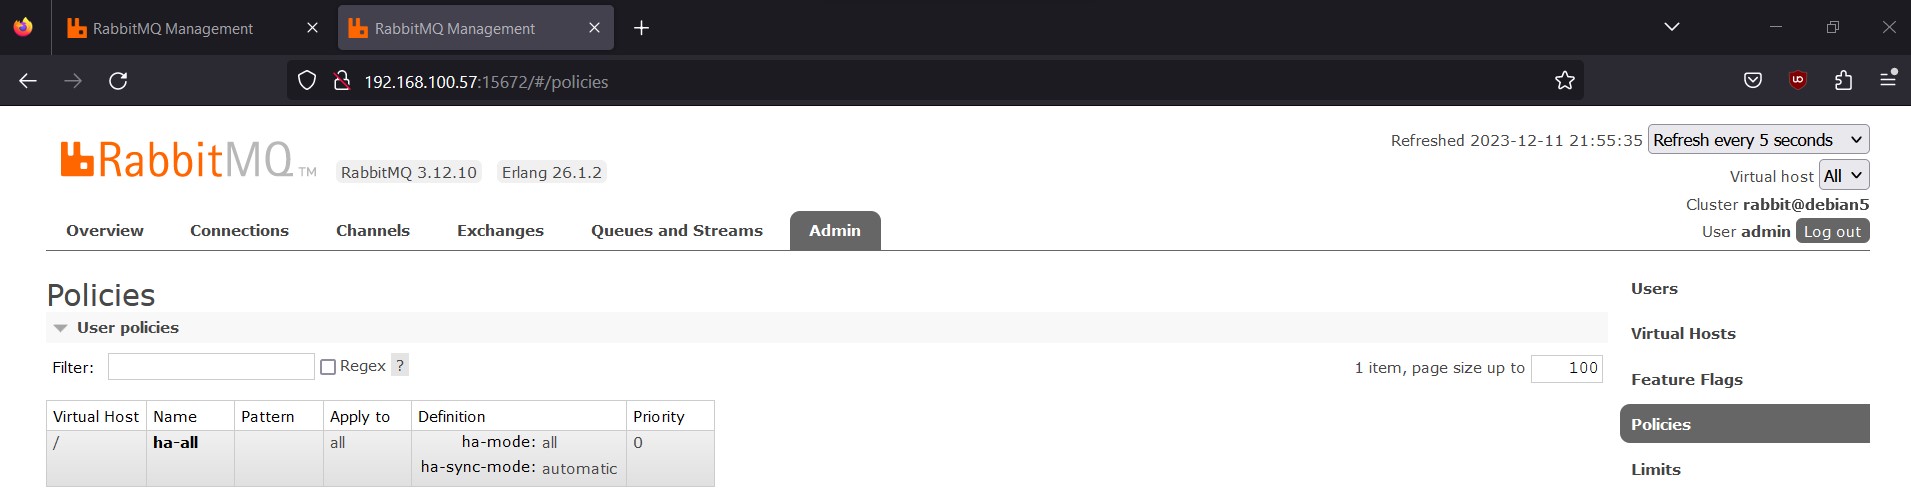 RabbitMQ Management
RabbitMQ Management
192.168.100.57:15672/#/policies
RabbitMQ TM
RabbitMQ 3.12.10 Erlang 26.1.2
Refreshed 2023-12-11 21:55:35 Refresh every 5 seconds
Virtual host All
Cluster rabbit@debian5
User admin Log out
Overview Connections Channels Exchanges Queues and Streams Admin
Policies
User policies
Filter: Regex ? 1 item, page size up to 100
Virtual Host Name Pattern Apply to Definition Priority
/ ha-all all ha-mode: all 0
ha-sync-mode: automatic
Users
Virtual Hosts
Feature Flags
Policies
Limits